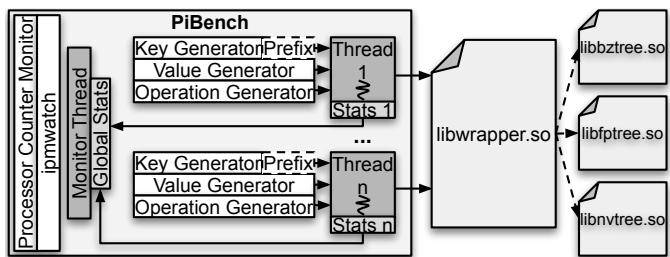 PiBench
Processor Counter Monitor
ipmwatch
Monitor Thread
Global Stats
Key Generator Prefix
Value Generator
Operation Generator
Thread
1
Stats 1
...
Key Generator Prefix
Value Generator
Operation Generator
Thread
n
Stats n
libwrapper.so
libbztree.so
libfptree.so
libnvtree.so